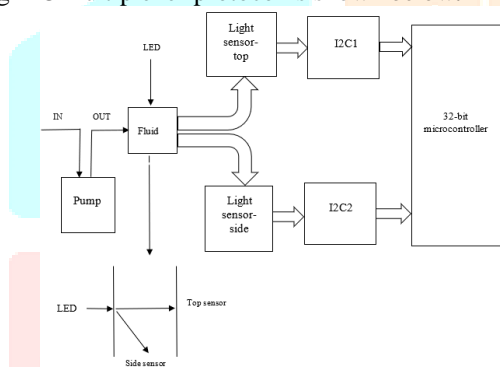 Light
sensor-
top
I2C1
LED
32-bit
microcontroller
IN
OUT
Fluid
Pump
Light
sensor-
side
I2C2
LED
Top sensor
Side sensor